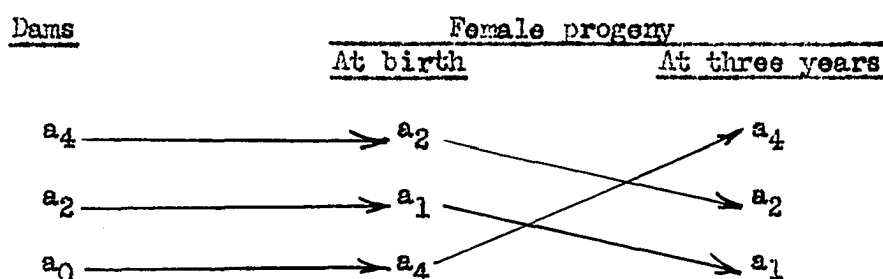 Dams Female progeny
At birth At three years
a4 a2 a4
a2 a1 a2
a0 a4 a1